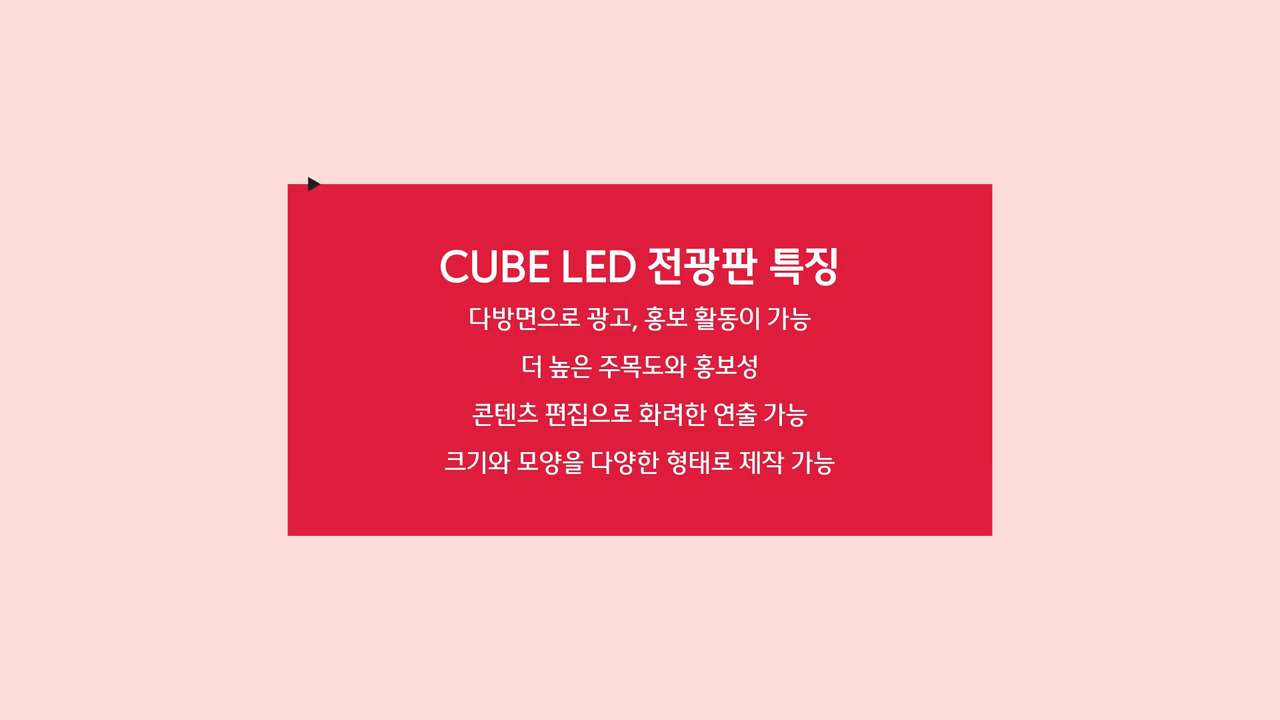 CUBE LED 전광판 특징
다방면으로 광고, 홍보 활동이 가능
더 높은 주목도와 홍보성
콘텐츠 편집으로 화려한 연출 가능
크기와 모양을 다양한 형태로 제작 가능